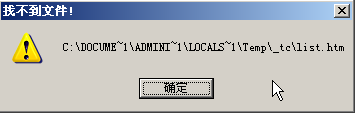 找不到文件!
C:\DOCUME~1\ADMINI~1\LOCALS~1\Temp\_tc\list.htm
确定